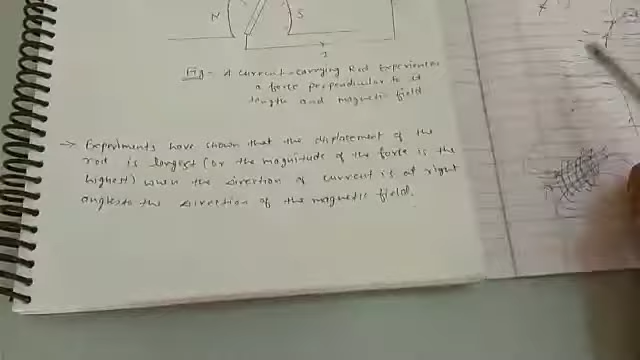 N
S
I
Fig - A current-carrying Rod Experiences
a force perpendicular to it
length and magnetic field
→ Experiments have shown that the displacement of the
rod is largest (or the magnitude of the force is the
highest) when the direction of current is at right
angles to the direction of the magnetic field.